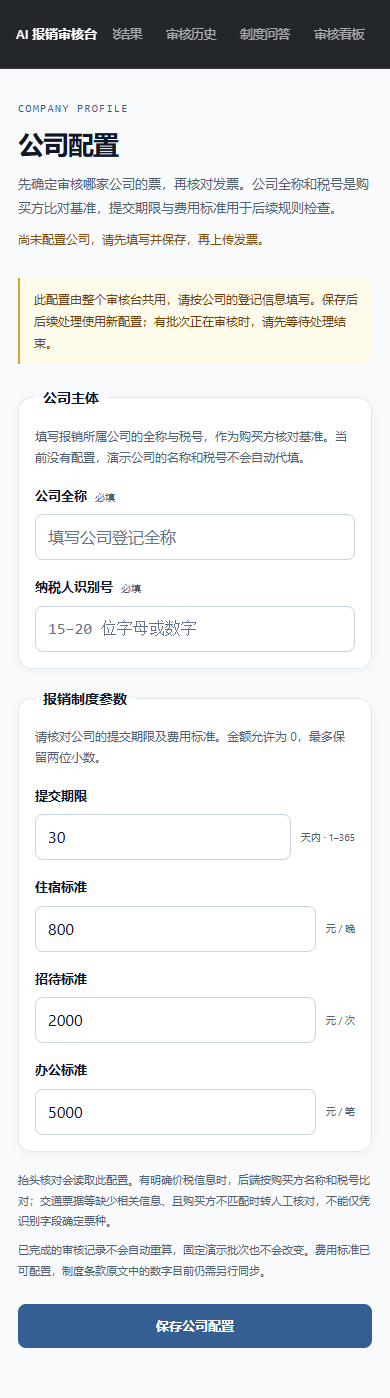 AI 报销审核台 结果 审核历史 制度问答 审核看板
COMPANY PROFILE
公司配置
先确定审核哪家公司的票，再核对发票。公司全称和税号是购
买方比对基准，提交期限与费用标准用于后续规则检查。
尚未配置公司，请先填写并保存，再上传发票。
此配置由整个审核台共用，请按公司的登记信息填写。保存后
后续处理使用新配置；有批次正在审核时，请先等待处理结
束。
公司主体
填写报销所属公司的全称与税号，作为购买方核对基准。当
前没有配置，演示公司的名称和税号不会自动代填。
公司全称 必填
填写公司登记全称
纳税人识别号 必填
15–20 位字母或数字
报销制度参数
请核对公司的提交期限及费用标准。金额允许为 0，最多保
留两位小数。
提交期限
30 天内 · 1–365
住宿标准
800 元 / 晚
招待标准
2000 元 / 次
办公标准
5000 元 / 笔
抬头核对会读取此配置。有明确价税信息时，后端按购买方名称和税号比
对；交通票据等缺少相关信息、且购买方不匹配时转人工核对，不能仅凭
识别字段确定票种。
已完成的审核记录不会自动重算，固定演示批次也不会改变。费用标准已
可配置，制度条款原文中的数字目前仍需另行同步。
保存公司配置